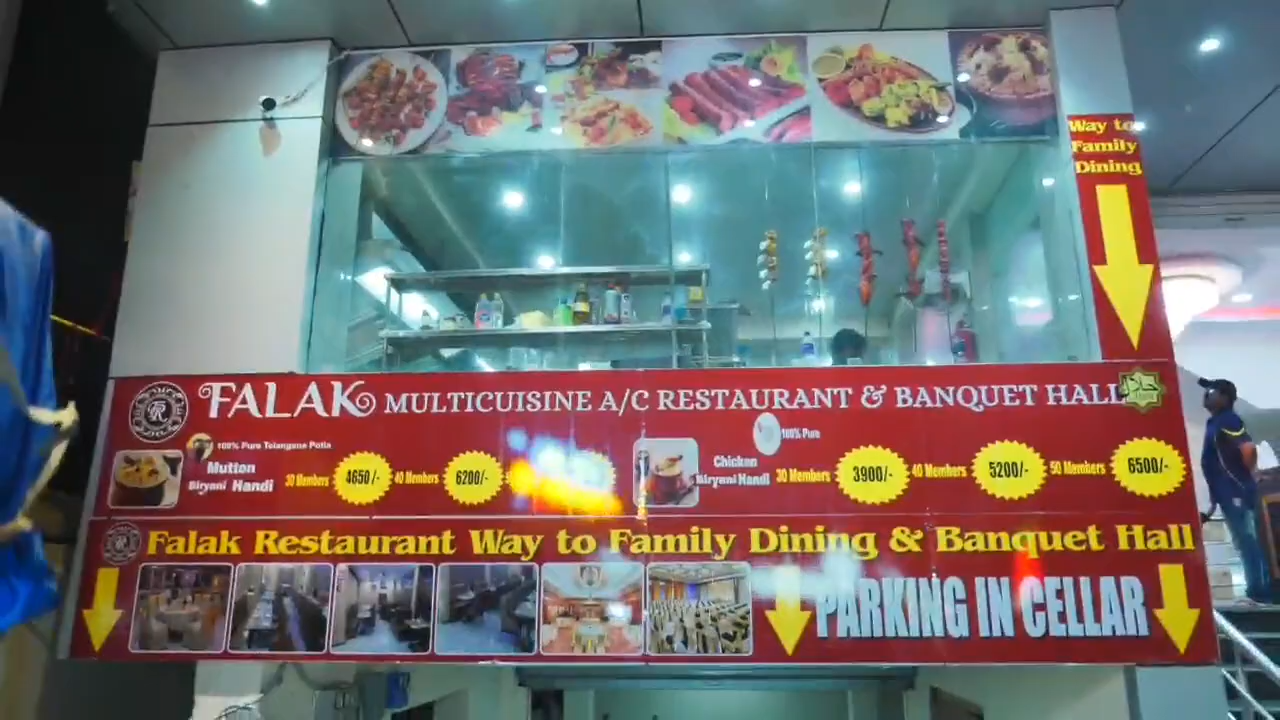 Way to
Family
Dining
FALAK MULTICUISINE A/C RESTAURANT & BANQUET HALL
حلال
100% Pure Telangana Potla
Mutton
Biryani Handi
30 Members 4650/- 40 Members 6200/-
100% Pure
Chicken
Biryani Handi
30 Members 3900/- 40 Members 5200/- 50 Members 6500/-
Falak Restaurant Way to Family Dining & Banquet Hall
PARKING IN CELLAR